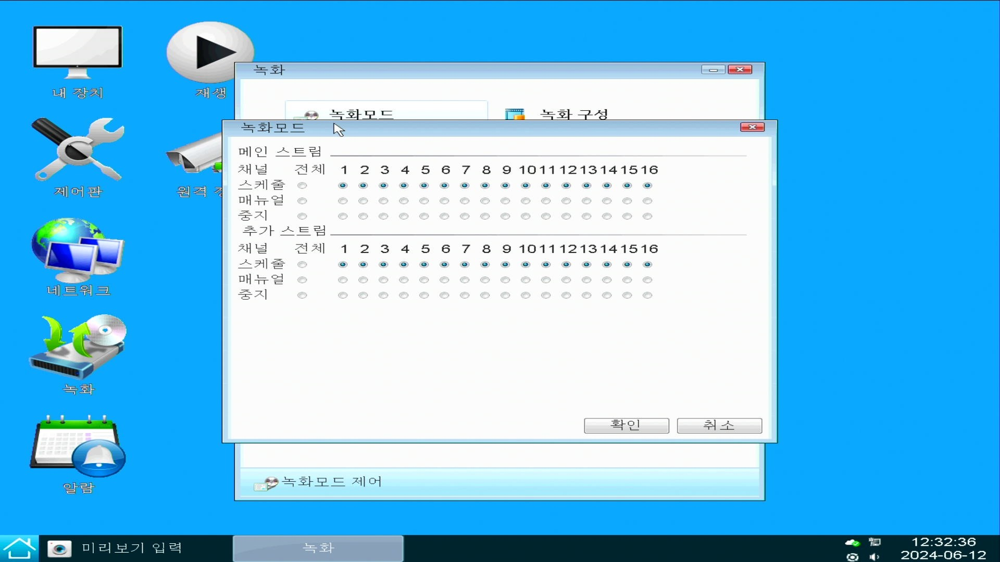 내 장치
재생
제어관
원격
네트워크
녹화
알람
녹화
녹화모드
녹화 구성
녹화모드
메인 스트림
채널 전체 1 2 3 4 5 6 7 8 9 10 11 12 13 14 15 16
스케줄
매뉴얼
중지
추가 스트림
채널 전체 1 2 3 4 5 6 7 8 9 10 11 12 13 14 15 16
스케줄
매뉴얼
중지
확인
취소
녹화모드 제어
미리보기 입력
녹화
12:32:36
2024-06-12